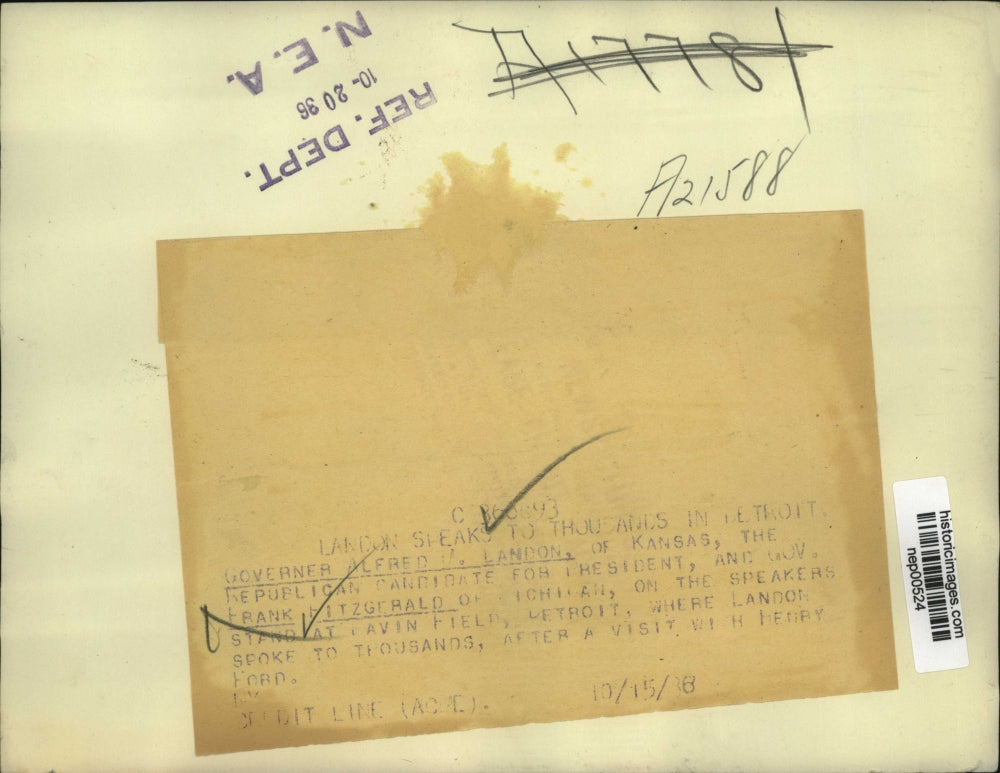 N. E. A.
10-20 36
REF. DEPT.
A17781
A21588
LANDON SPEAKS TO THOUSANDS IN DETROIT.
GOVERNER ALFRED M. LANDON, OF KANSAS, THE
REPUBLICAN CANDIDATE FOR PRESIDENT, AND GOV.
FRANK FITZGERALD OF MICHIGAN, ON THE SPEAKERS
STAND AT NAVIN FIELD, DETROIT, WHERE LANDON
SPOKE TO THOUSANDS, AFTER A VISIT WITH HENRY
FORD.
CREDIT LINE (ACME). 10/15/36
historicimages.com
nep00524